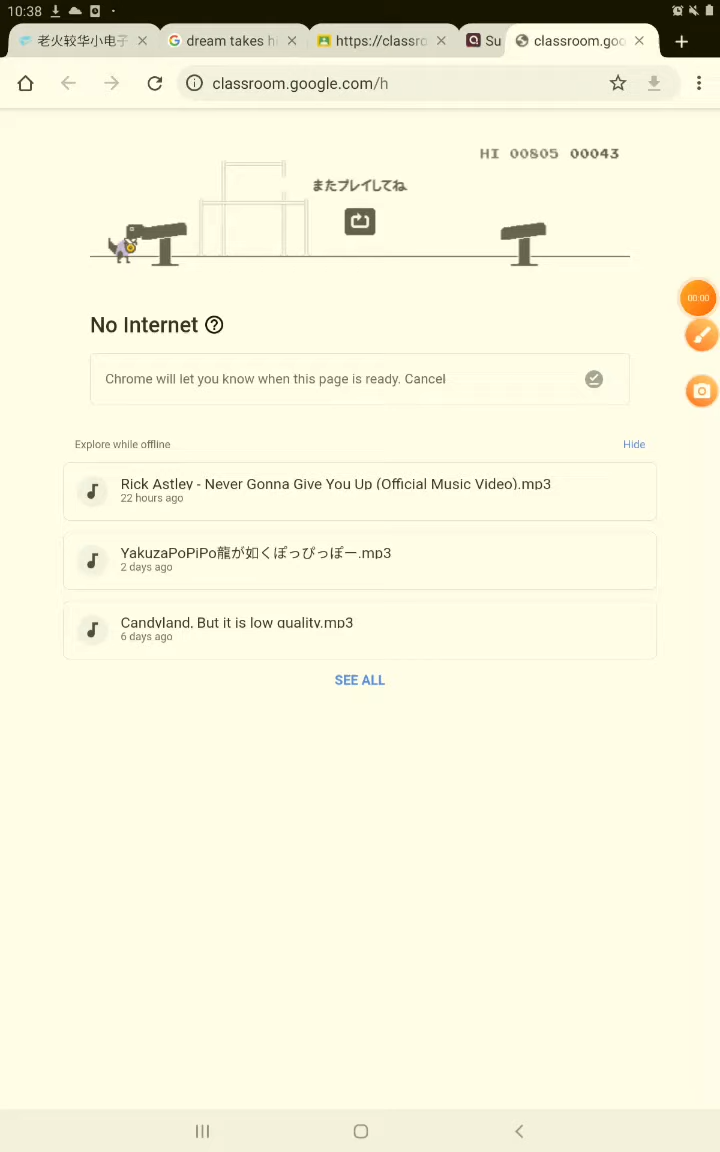 10:38
老火较华小电子
dream takes hi
https://classro
Su
classroom.goo
classroom.google.com/h
HI 00805 00043
またプレイしてね
00:00
No Internet
Chrome will let you know when this page is ready. Cancel
Explore while offline
Hide
Rick Astley - Never Gonna Give You Up (Official Music Video).mp3
22 hours ago
YakuzaPoPiPo龍が如くぽっぴっぽー.mp3
2 days ago
Candyland. But it is low quality.mp3
6 days ago
SEE ALL